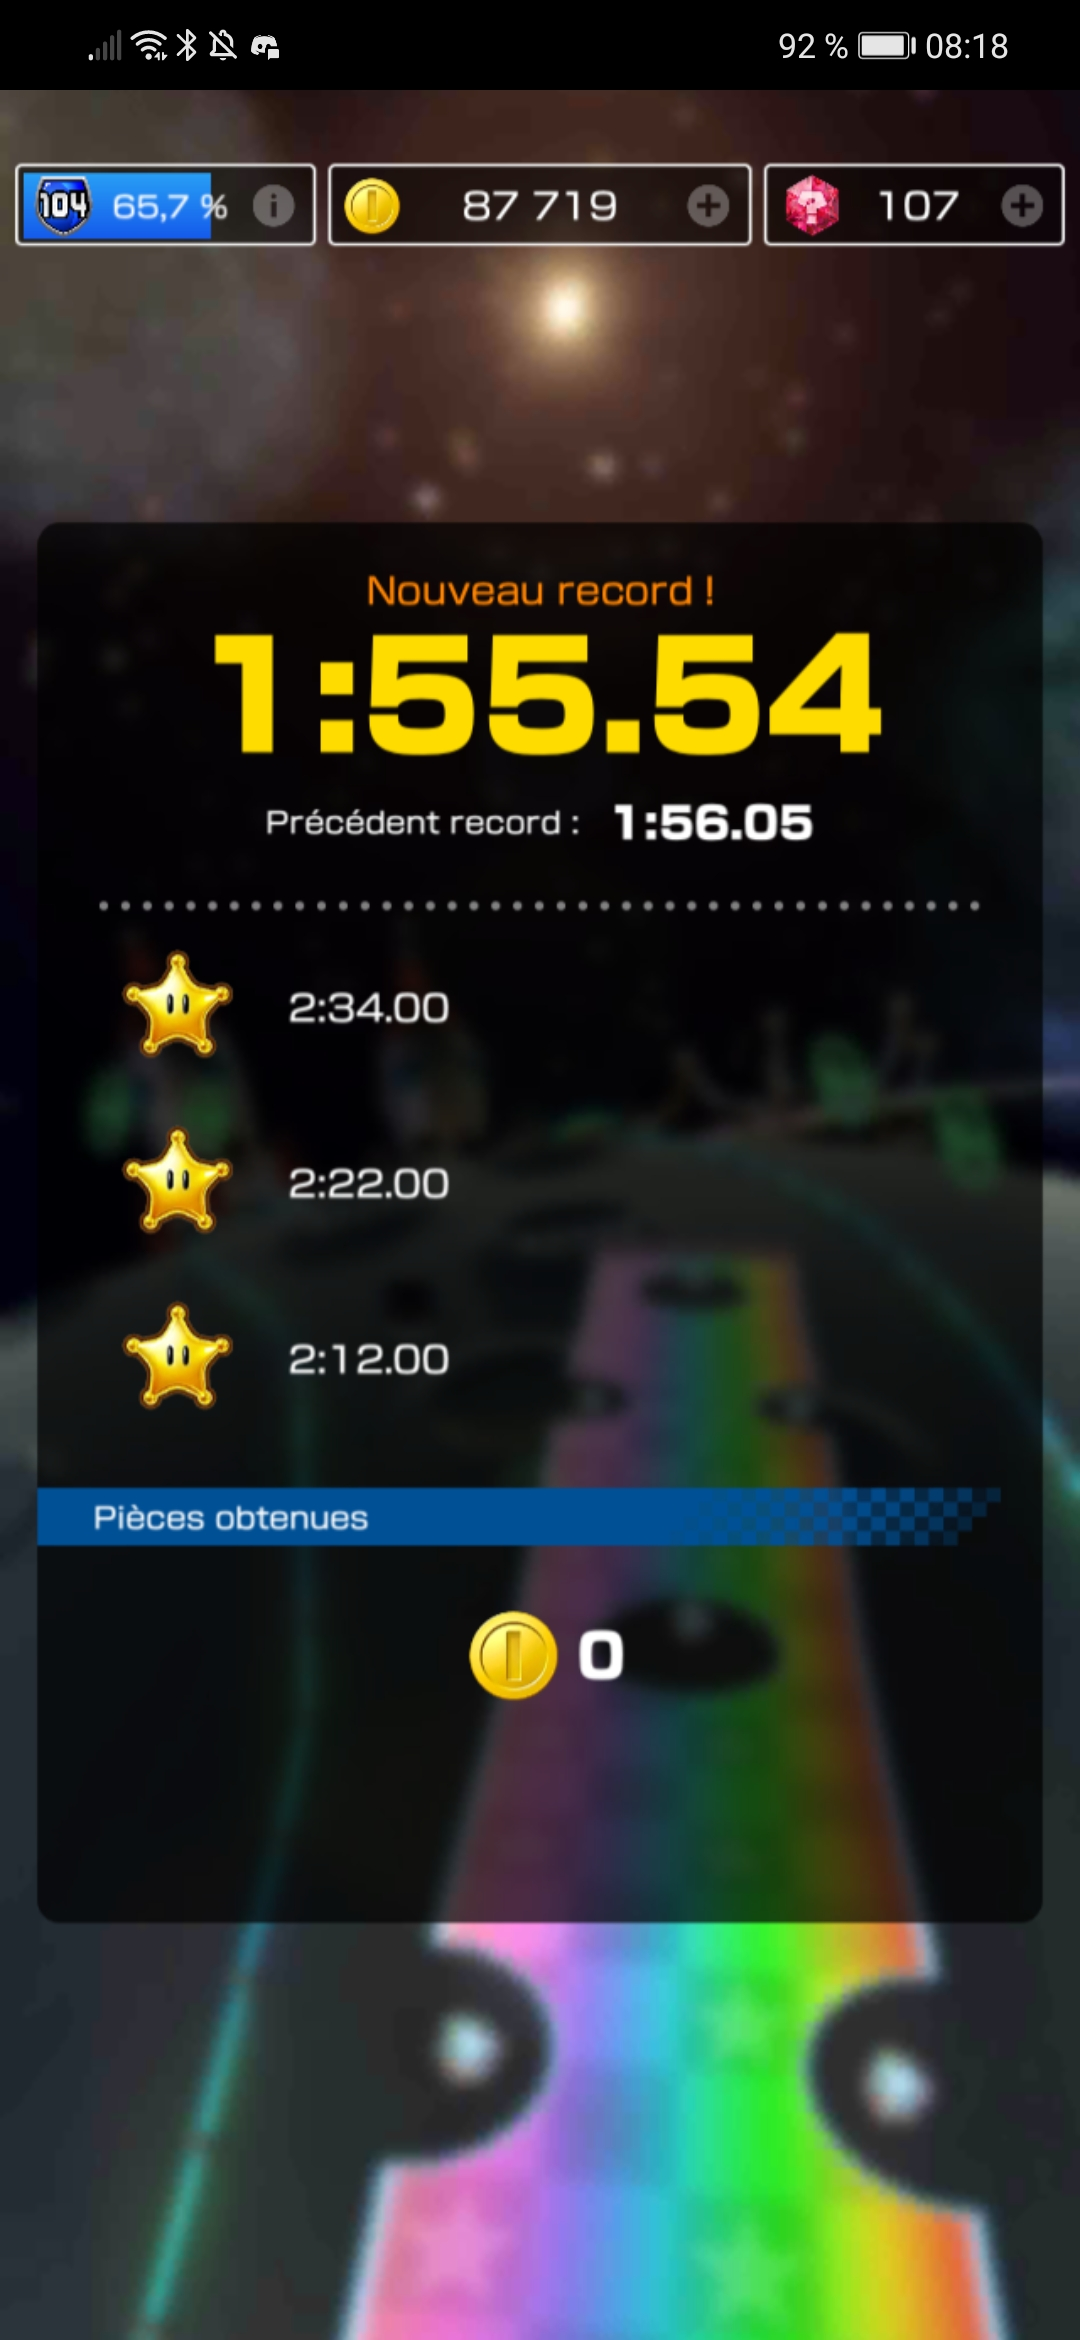 92 % 08:18
104 65,7 % i 87 719 + 107 +
Nouveau record !
1:55.54
Précédent record : 1:56.05
2:34.00
2:22.00
2:12.00
Pièces obtenues
0